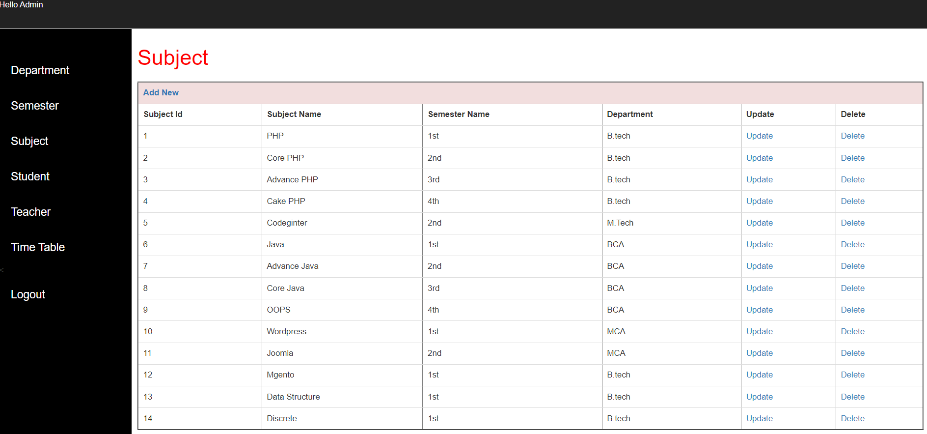 Hello Admin
Department
Semester
Subject
Student
Teacher
Time Table
<
Logout
Subject
Add New
Subject Id Subject Name Semester Name Department Update Delete
1 PHP 1st B.tech Update Delete
2 Core PHP 2nd B.tech Update Delete
3 Advance PHP 3rd B.tech Update Delete
4 Cake PHP 4th B.tech Update Delete
5 Codeginter 2nd M.Tech Update Delete
6 Java 1st BCA Update Delete
7 Advance Java 2nd BCA Update Delete
8 Core Java 3rd BCA Update Delete
9 OOPS 4th BCA Update Delete
10 Wordpress 1st MCA Update Delete
11 Joomla 2nd MCA Update Delete
12 Mgento 1st B.tech Update Delete
13 Data Structure 1st B.tech Update Delete
14 Discrete 1st B.tech Update Delete